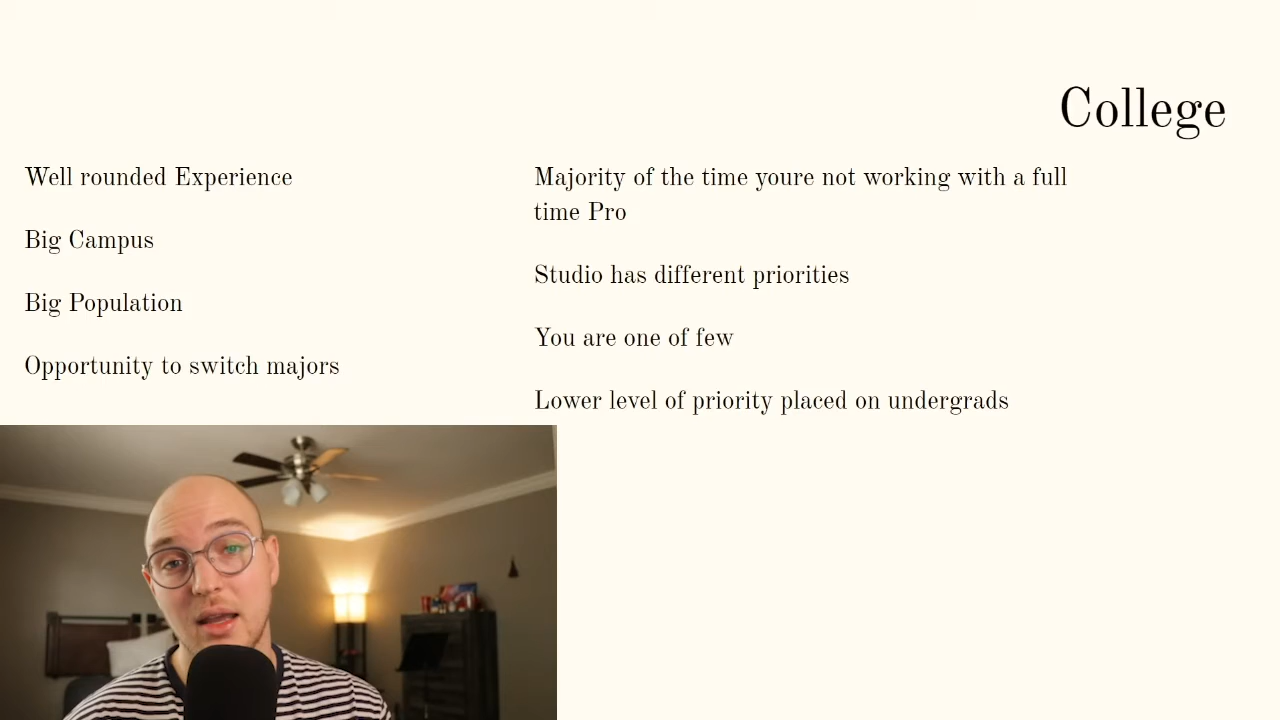 College
Well rounded Experience
Big Campus
Big Population
Opportunity to switch majors
Majority of the time youre not working with a full
time Pro
Studio has different priorities
You are one of few
Lower level of priority placed on undergrads